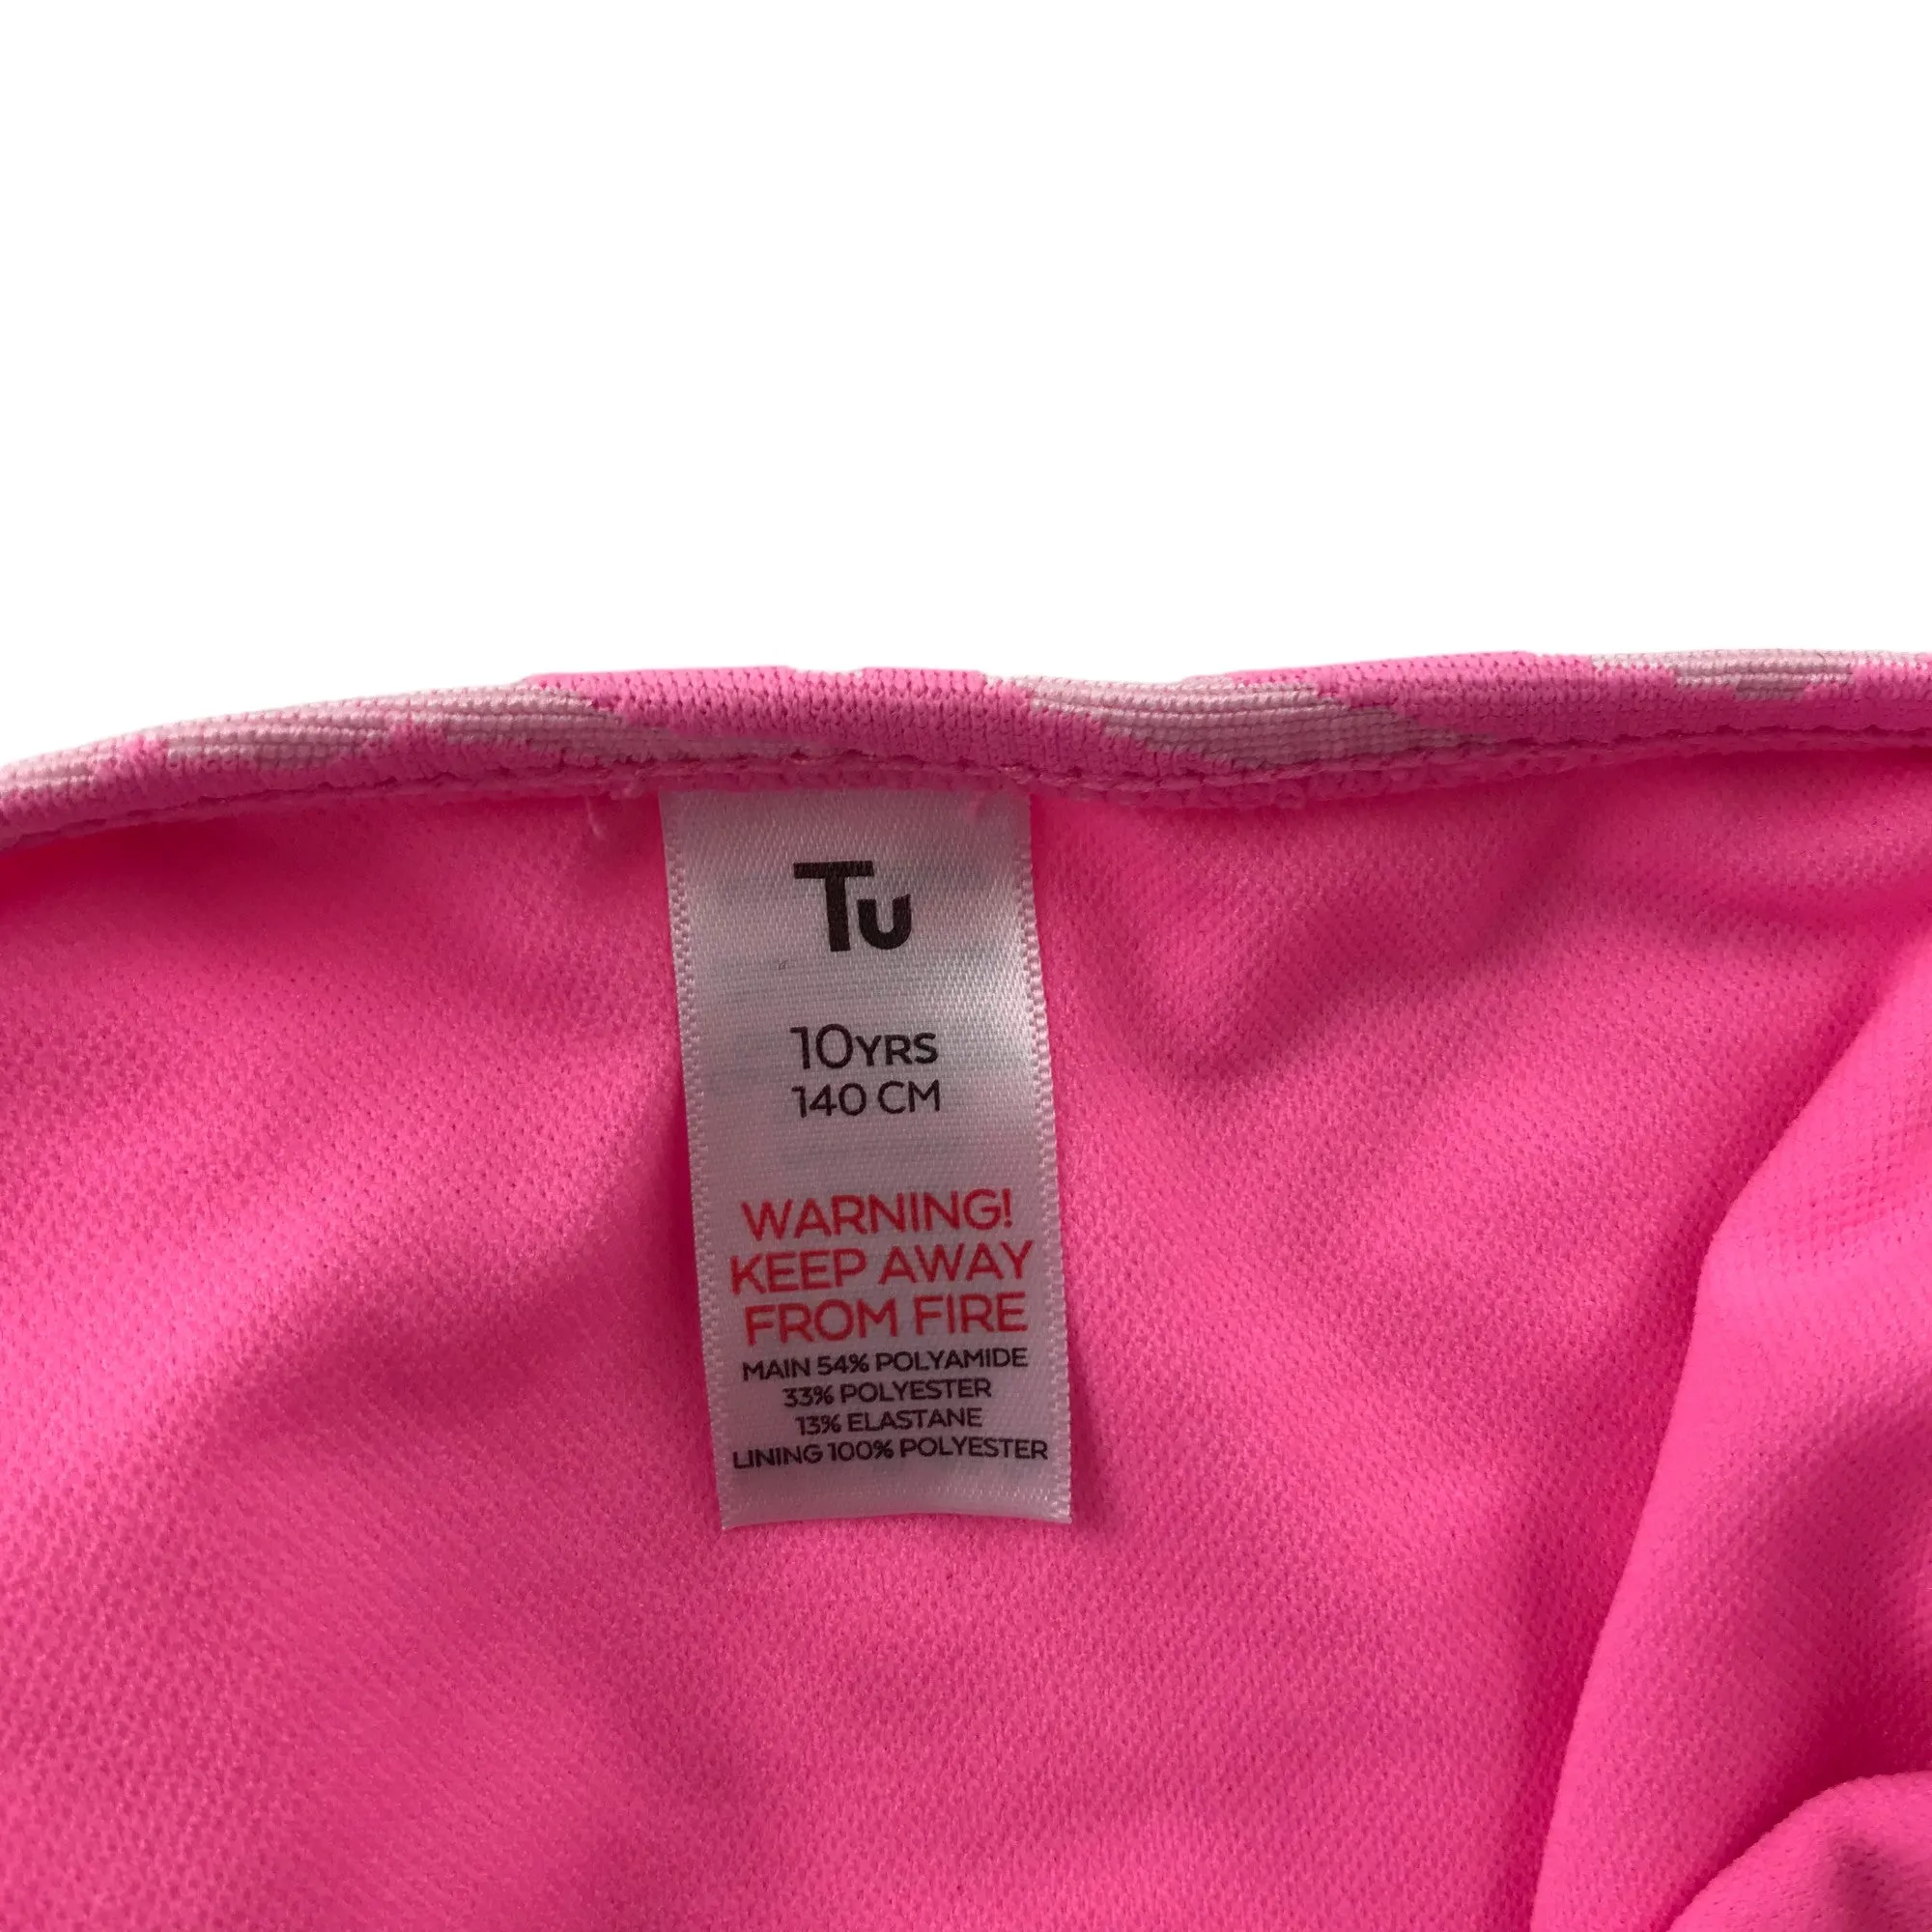 Tu
10YRS
140 CM
WARNING!
KEEP AWAY
FROM FIRE
MAIN 54% POLYAMIDE
33% POLYESTER
13% ELASTANE
LINING 100% POLYESTER